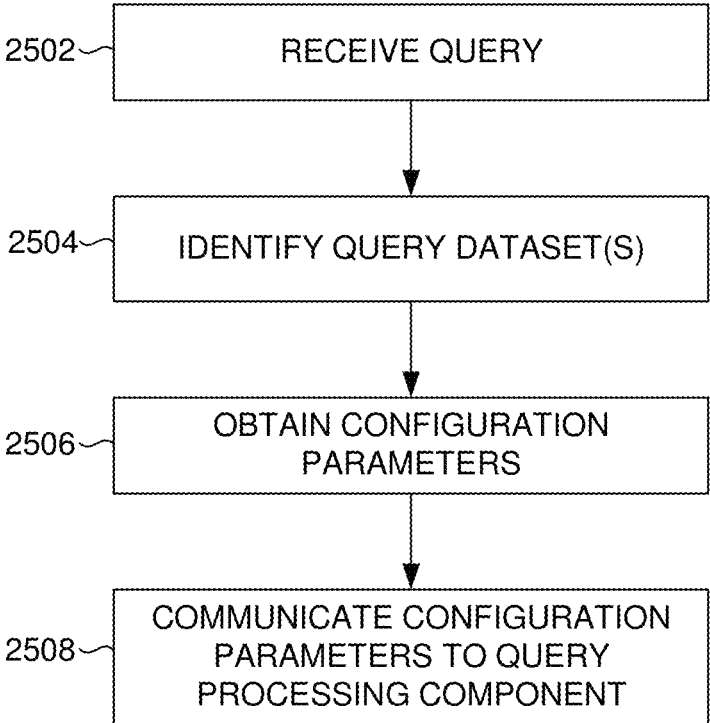 2502
RECEIVE QUERY
2504
IDENTIFY QUERY DATASET(S)
2506
OBTAIN CONFIGURATION
PARAMETERS
2508
COMMUNICATE CONFIGURATION
PARAMETERS TO QUERY
PROCESSING COMPONENT